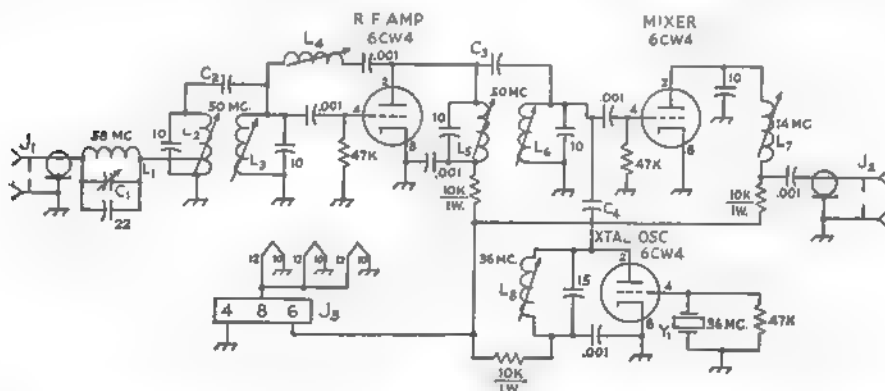 R F AMP
6CW4
MIXER
6CW4
L4
.001
C3
C2
2
50 MC.
10
L2
L3
10
.001
4
8
47K
.001
50 MC.
10
L5
10K
1W.
L6
10
.001
4
2
8
47K
10
14 MC
L7
10K
1W.
.001
J2
J1
58 MC
L1
C1
22
C4
XTAL OSC
6CW4
36 MC.
L8
15
2
4
8
.001
Y1
36 MC.
47K
10K
1W.
12
10
12
10
12
10
4 8 6
J3